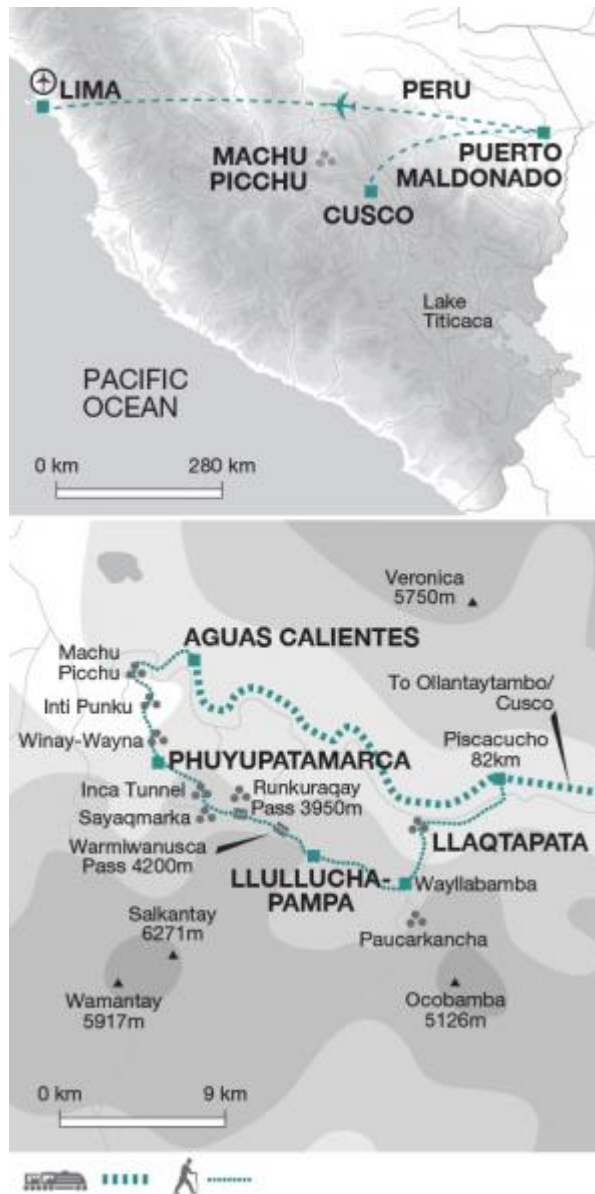 LIMA
PERU
MACHU
PICCHU
PUERTO
MALDONADO
CUSCO
Lake
Titicaca
PACIFIC
OCEAN
0 km 280 km
Veronica
5750m
AGUAS CALIENTES
Machu
Picchu
To Ollantaytambo/
Cusco
Inti Punku
Piscacucho
82km
Winay-Wayna
PHUYUPATAMARCA
Inca Tunnel
Runkuraqay
Pass 3950m
Sayaqmarka
Warmiwanusca
Pass 4200m
LLAQTAPATA
LLULLUCHA-
PAMPA
Wayllabamba
Salkantay
6271m
Paucarkancha
Wamantay
5917m
Ocobamba
5126m
0 km 9 km